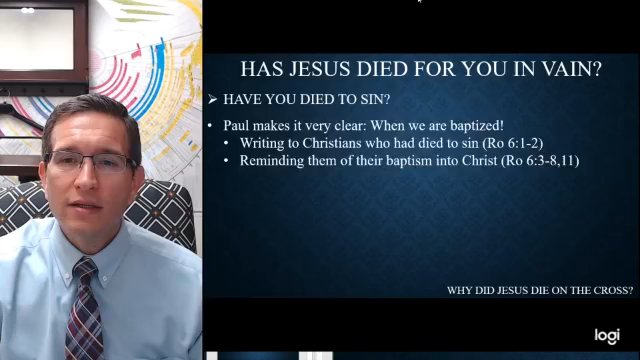 HAS JESUS DIED FOR YOU IN VAIN?
➢ HAVE YOU DIED TO SIN?
• Paul makes it very clear: When we are baptized!
• Writing to Christians who had died to sin (Ro 6:1-2)
• Reminding them of their baptism into Christ (Ro 6:3-8,11)
WHY DID JESUS DIE ON THE CROSS?
logi